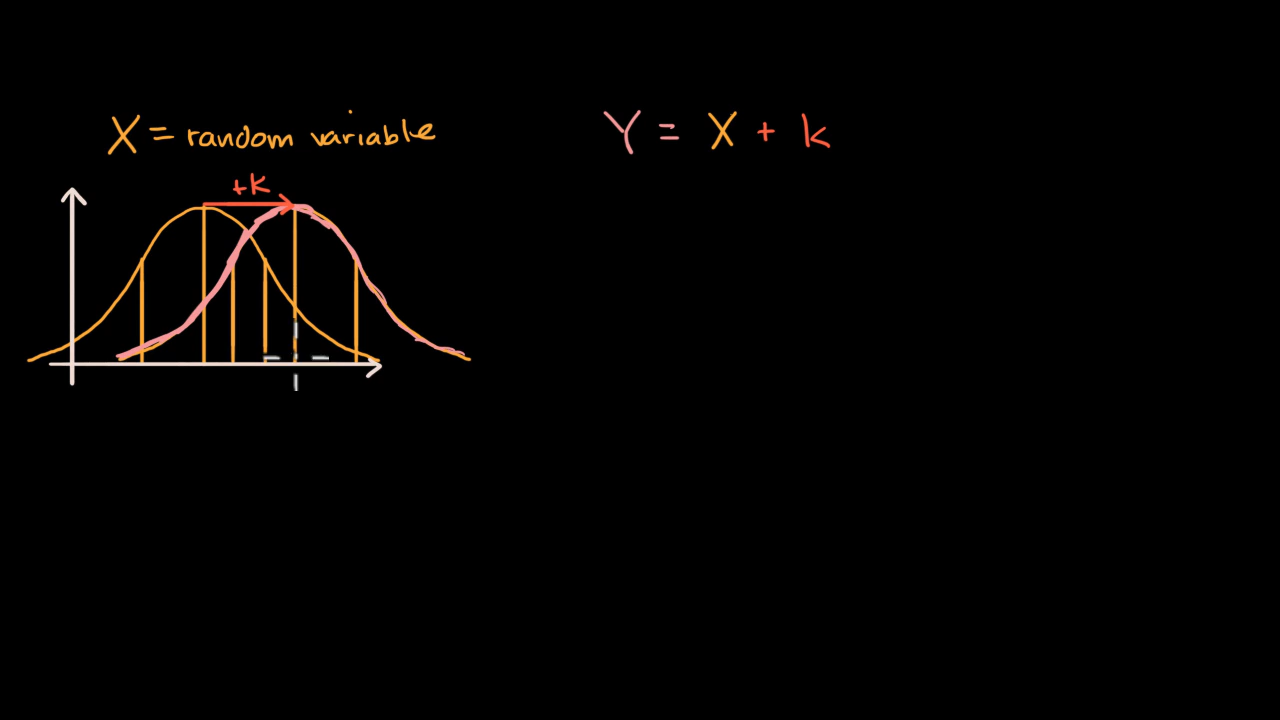 X = random variable
Y = X + k
+k